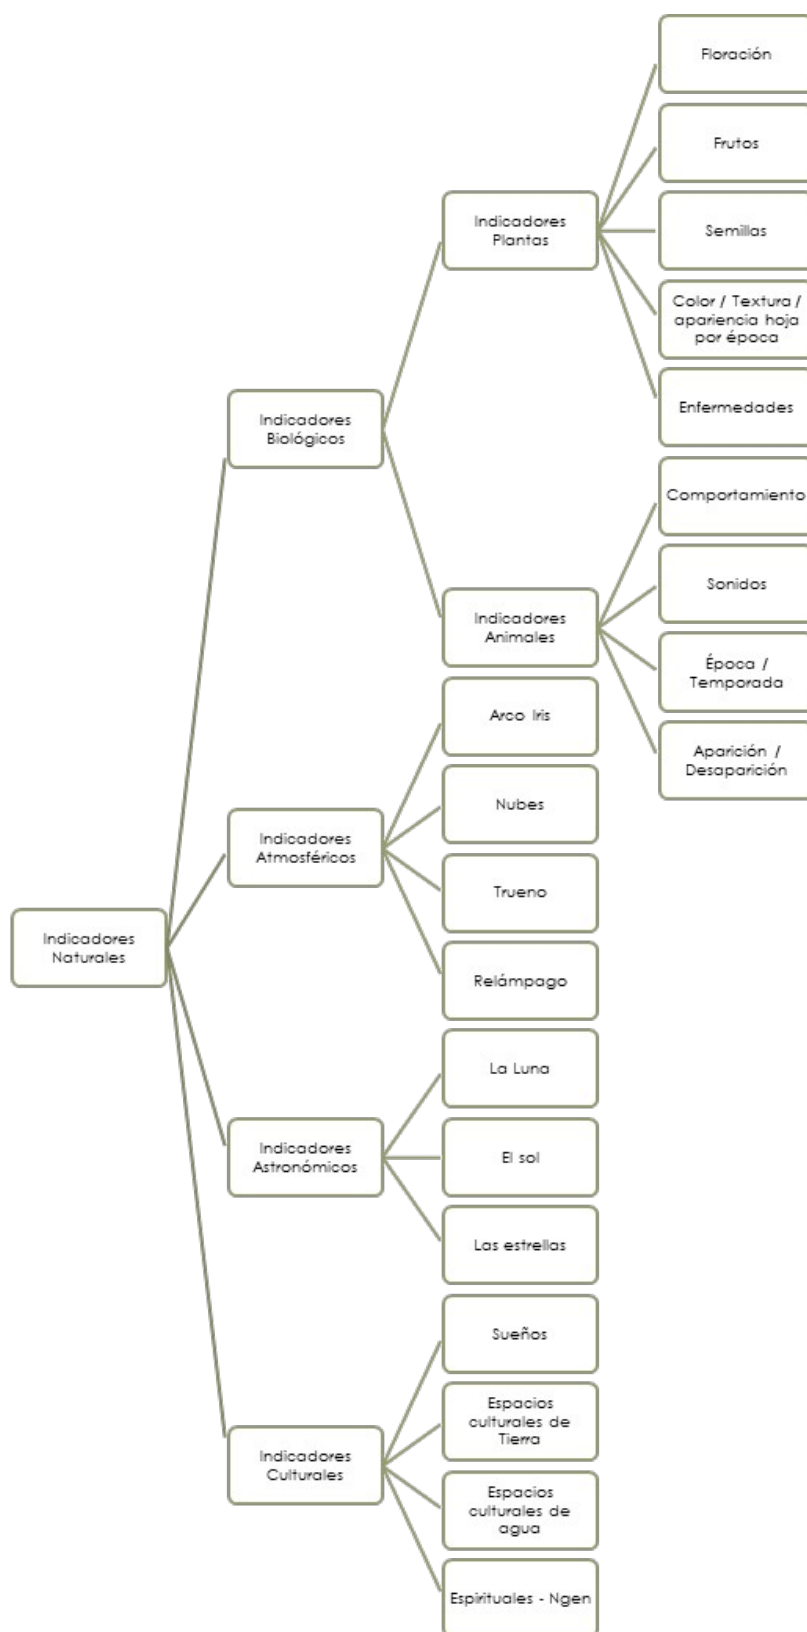 Floración
Frutos
Indicadores
Plantas
Semillas
Color / Textura /
apariencia hoja
por época
Indicadores
Biológicos
Enfermedades
Comportamiento
Sonidos
Indicadores
Animales
Época /
Temporada
Arco Iris
Aparición /
Desaparición
Nubes
Indicadores
Atmosféricos
Trueno
Indicadores
Naturales
Relámpago
La Luna
Indicadores
Astronómicos
El sol
Las estrellas
Sueños
Espacios
culturales de
Tierra
Indicadores
Culturales
Espacios
culturales de
agua
Espirituales - Ngen